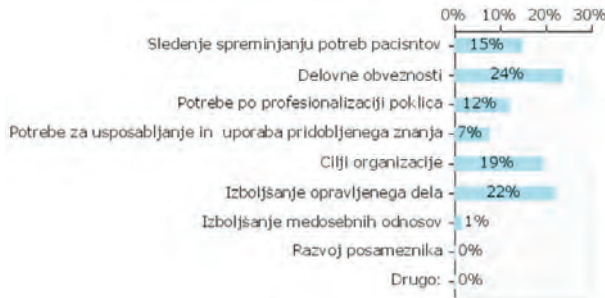 0% 10% 20% 30%
Sledenje spreminjanju potreb pacisntov 15%
Delovne obveznosti 24%
Potrebe po profesionalizaciji poklica 12%
Potrebe za usposabljanje in uporaba pridobljenega znanja 7%
Cilji organizacije 19%
Izboljšanje opravljenega dela 22%
Izboljšanje medosebnih odnosov 1%
Razvoj posameznika 0%
Drugo: 0%